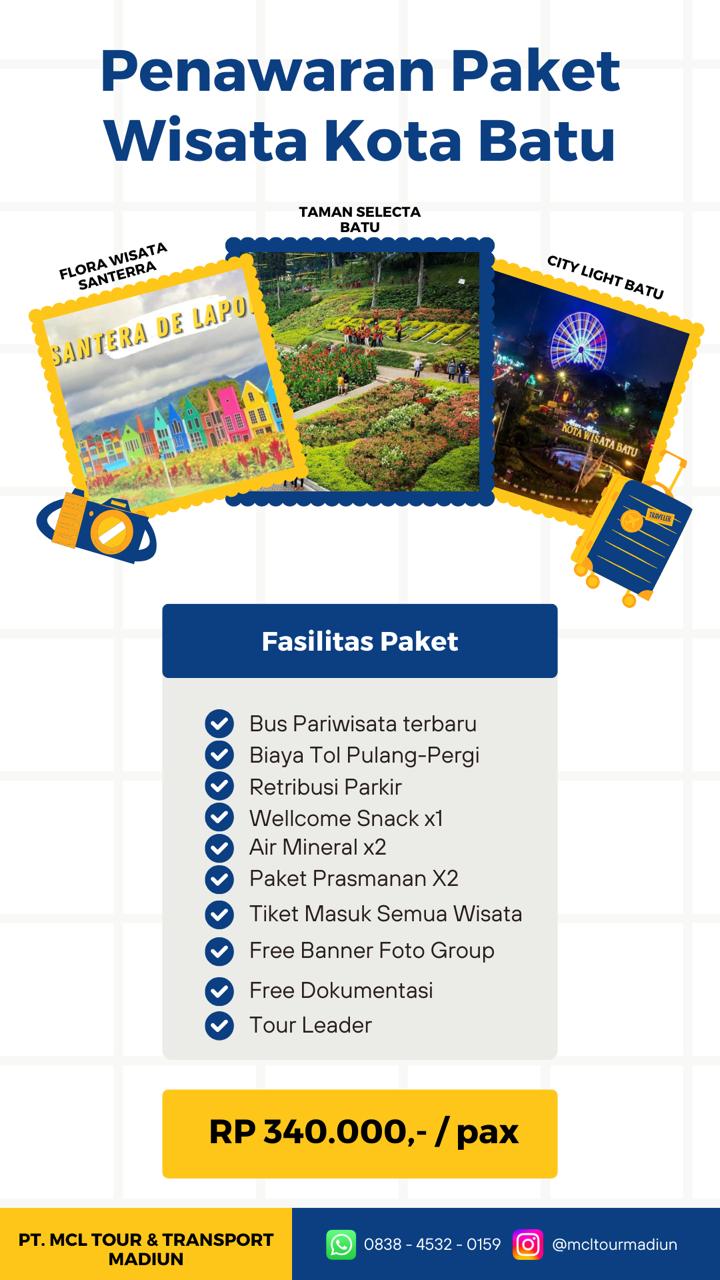 Penawaran Paket
Wisata Kota Batu
TAMAN SELECTA
BATU
FLORA WISATA
SANTERRA
CITY LIGHT BATU
SANTERA DE LAPO
KOTA WISATA BATU
TRAVELER
Fasilitas Paket
Bus Pariwisata terbaru
Biaya Tol Pulang-Pergi
Retribusi Parkir
Wellcome Snack x1
Air Mineral x2
Paket Prasmanan X2
Tiket Masuk Semua Wisata
Free Banner Foto Group
Free Dokumentasi
Tour Leader
RP 340.000,- / pax
PT. MCL TOUR & TRANSPORT
MADIUN
0838 - 4532 - 0159
@mcltourmadiun